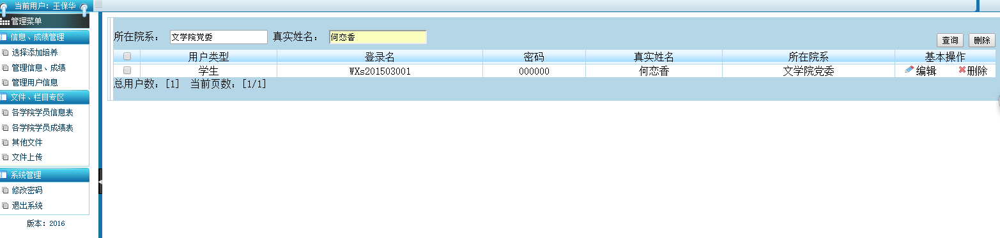 当前用户: 王保华
管理菜单
信息、成绩管理
选择添加培养
管理信息、成绩
管理用户信息
文件、栏目专区
各学院学员信息表
各学院学员成绩表
其他文件
文件上传
系统管理
修改密码
退出系统
版本: 2016
所在院系: 文学院党委 真实姓名: 何恋香 查询 删除
用户类型 登录名 密码 真实姓名 所在院系 基本操作
学生 WXs201503001 000000 何恋香 文学院党委 编辑 删除
总用户数: [1] 当前页数: [1/1]